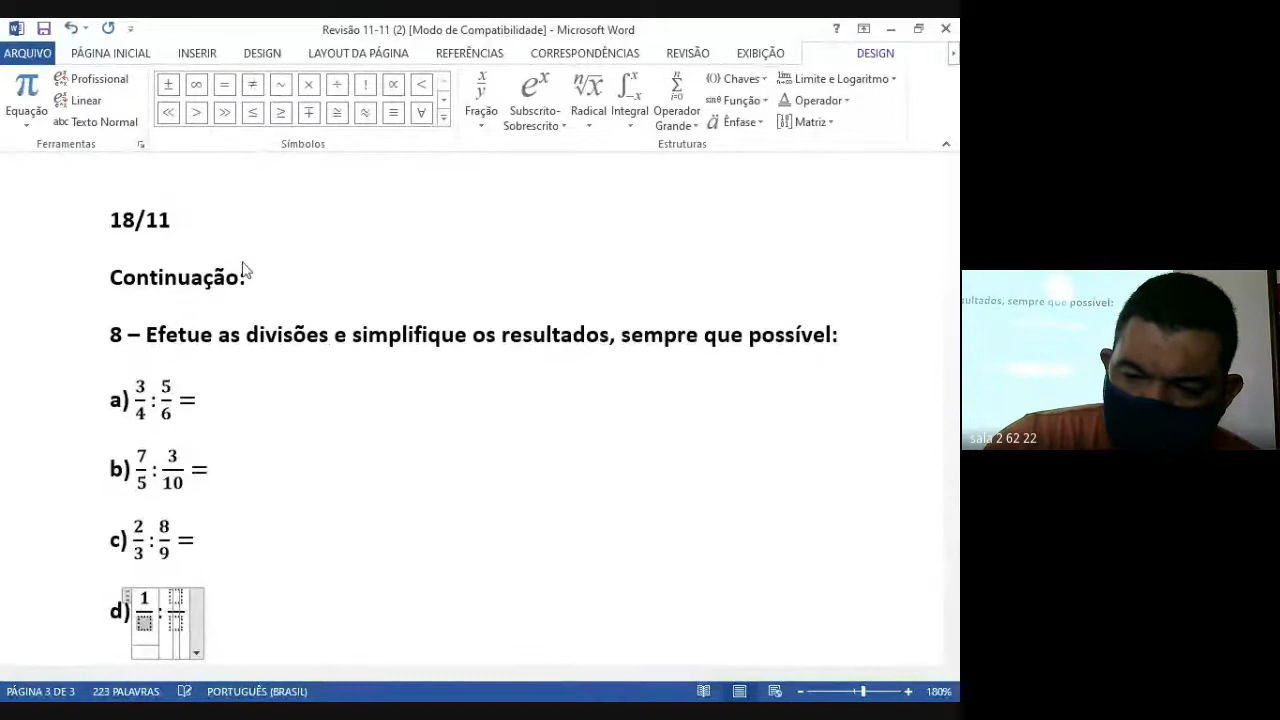 Revisão 11-11 (2) [Modo de Compatibilidade] - Microsoft Word
ARQUIVO PÁGINA INICIAL INSERIR DESIGN LAYOUT DA PÁGINA REFERÊNCIAS CORRESPONDÊNCIAS REVISÃO EXIBIÇÃO DESIGN
Equação
Profissional
Linear
abc Texto Normal
Ferramentas
± ∞ = ≠ ~ × ÷ ! ∝ <
≪ > ≫ ≤ ≥ ∓ ≅ ≈ ≡ ∀
Símbolos
Fração
Subscrito-
Sobrescrito
Radical
Integral
Operador
Grande
{()} Chaves
Limite e Logaritmo
sinθ Função
Operador
ä Ênfase
Matriz
Estruturas
18/11
Continuação:
8 – Efetue as divisões e simplifique os resultados, sempre que possível:
a) 3/4 : 5/6 =
b) 7/5 : 3/10 =
c) 2/3 : 8/9 =
d) 1/ :
PÁGINA 3 DE 3 223 PALAVRAS PORTUGUÊS (BRASIL) 180%
sultados, sempre que possível:
sala 2 62 22